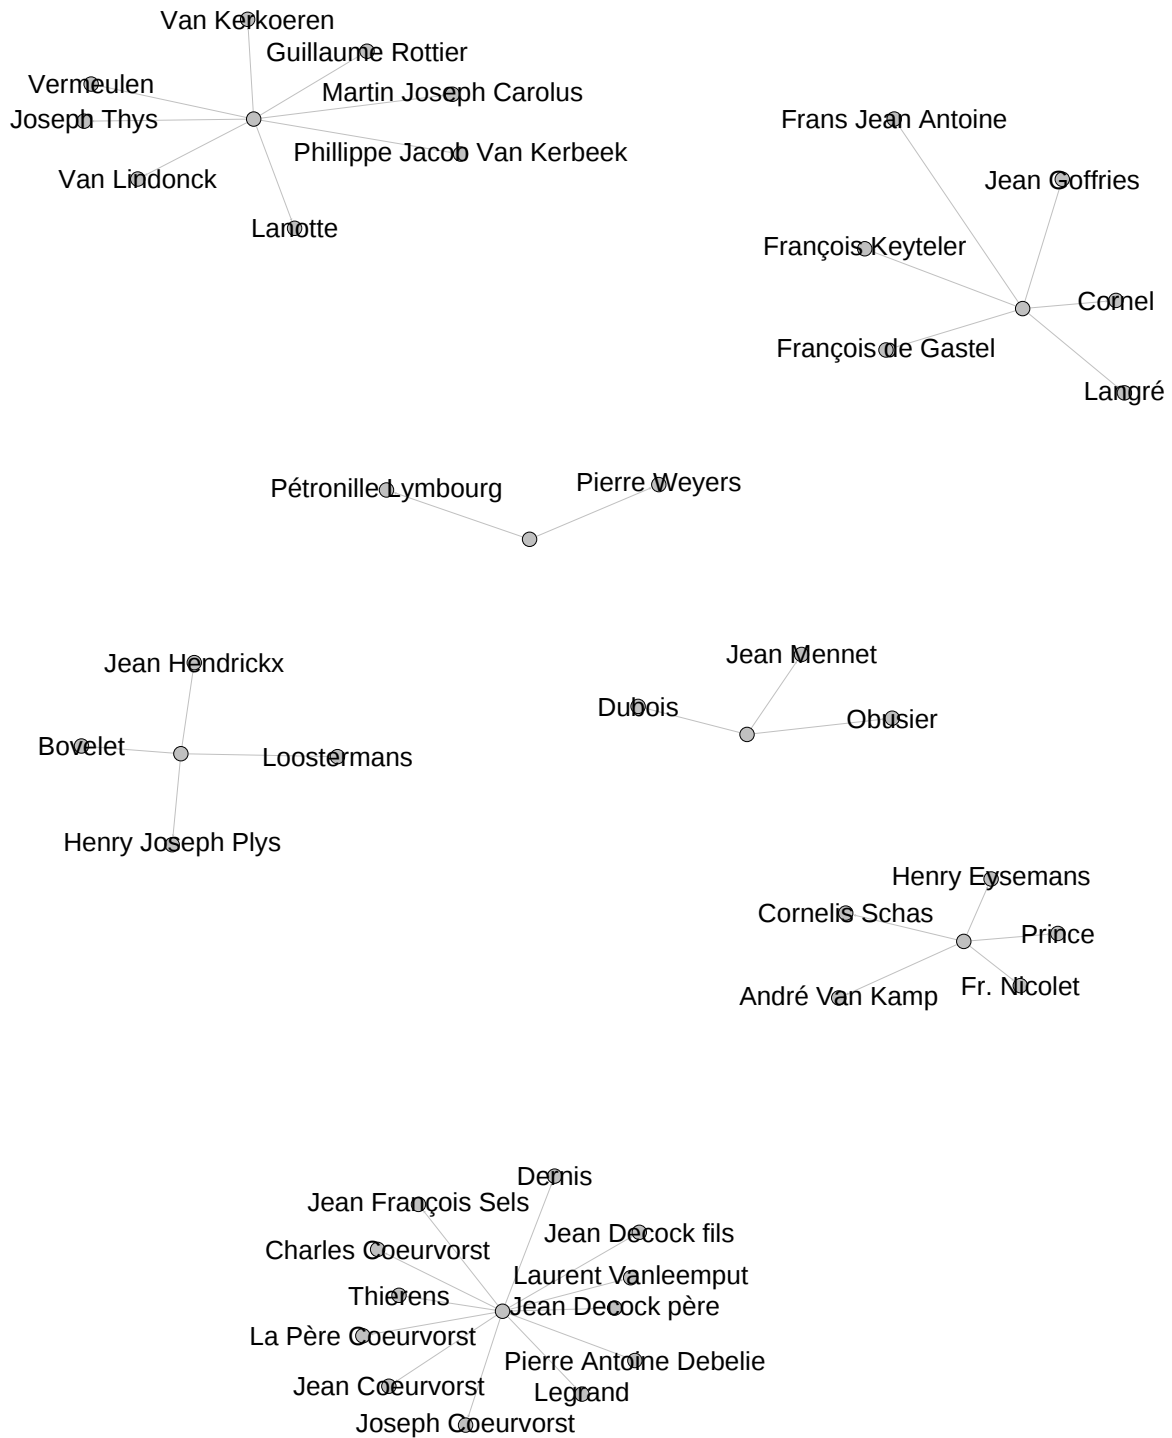 Van Kerkoeren
Guillaume Rottier
Vermeulen
Martin Joseph Carolus
Joseph Thys
Phillippe Jacob Van Kerbeek
Van Lindonck
Lanotte
Frans Jean Antoine
Jean Goffries
François Keyteler
Cornel
François de Gastel
Langré
Pétronille Lymbourg
Pierre Weyers
Jean Hendrickx
Bovelet
Loostermans
Henry Joseph Plys
Jean Mennet
Dubois
Obusier
Henry Eysemans
Cornelis Schas
Prince
André Van Kamp
Fr. Nicolet
Dernis
Jean François Sels
Jean Decock fils
Charles Coeurvorst
Laurent Vanleemput
Thierens
Jean Decock père
La Père Coeurvorst
Pierre Antoine Debelie
Jean Coeurvorst
Legrand
Joseph Coeurvorst